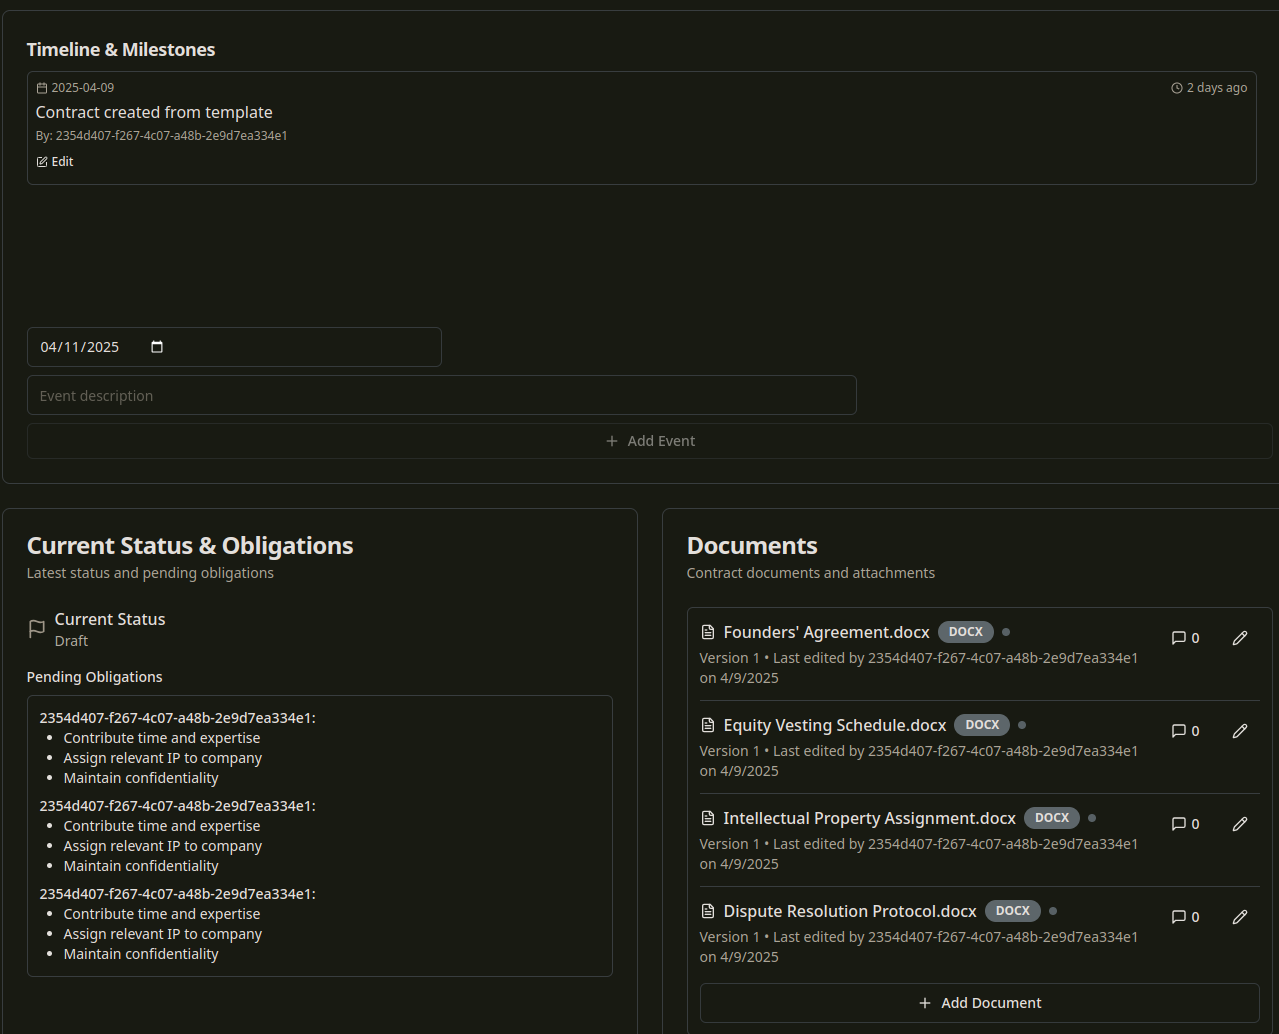 Timeline & Milestones
2025-04-09
2 days ago
Contract created from template
By: 2354d407-f267-4c07-a48b-2e9d7ea334e1
Edit
04/11/2025
Event description
Add Event
Current Status & Obligations
Latest status and pending obligations
Current Status
Draft
Pending Obligations
2354d407-f267-4c07-a48b-2e9d7ea334e1:
Contribute time and expertise
Assign relevant IP to company
Maintain confidentiality
2354d407-f267-4c07-a48b-2e9d7ea334e1:
Contribute time and expertise
Assign relevant IP to company
Maintain confidentiality
2354d407-f267-4c07-a48b-2e9d7ea334e1:
Contribute time and expertise
Assign relevant IP to company
Maintain confidentiality
Documents
Contract documents and attachments
Founders' Agreement.docx DOCX
0
Version 1 • Last edited by 2354d407-f267-4c07-a48b-2e9d7ea334e1
on 4/9/2025
Equity Vesting Schedule.docx DOCX
0
Version 1 • Last edited by 2354d407-f267-4c07-a48b-2e9d7ea334e1
on 4/9/2025
Intellectual Property Assignment.docx DOCX
0
Version 1 • Last edited by 2354d407-f267-4c07-a48b-2e9d7ea334e1
on 4/9/2025
Dispute Resolution Protocol.docx DOCX
0
Version 1 • Last edited by 2354d407-f267-4c07-a48b-2e9d7ea334e1
on 4/9/2025
Add Document